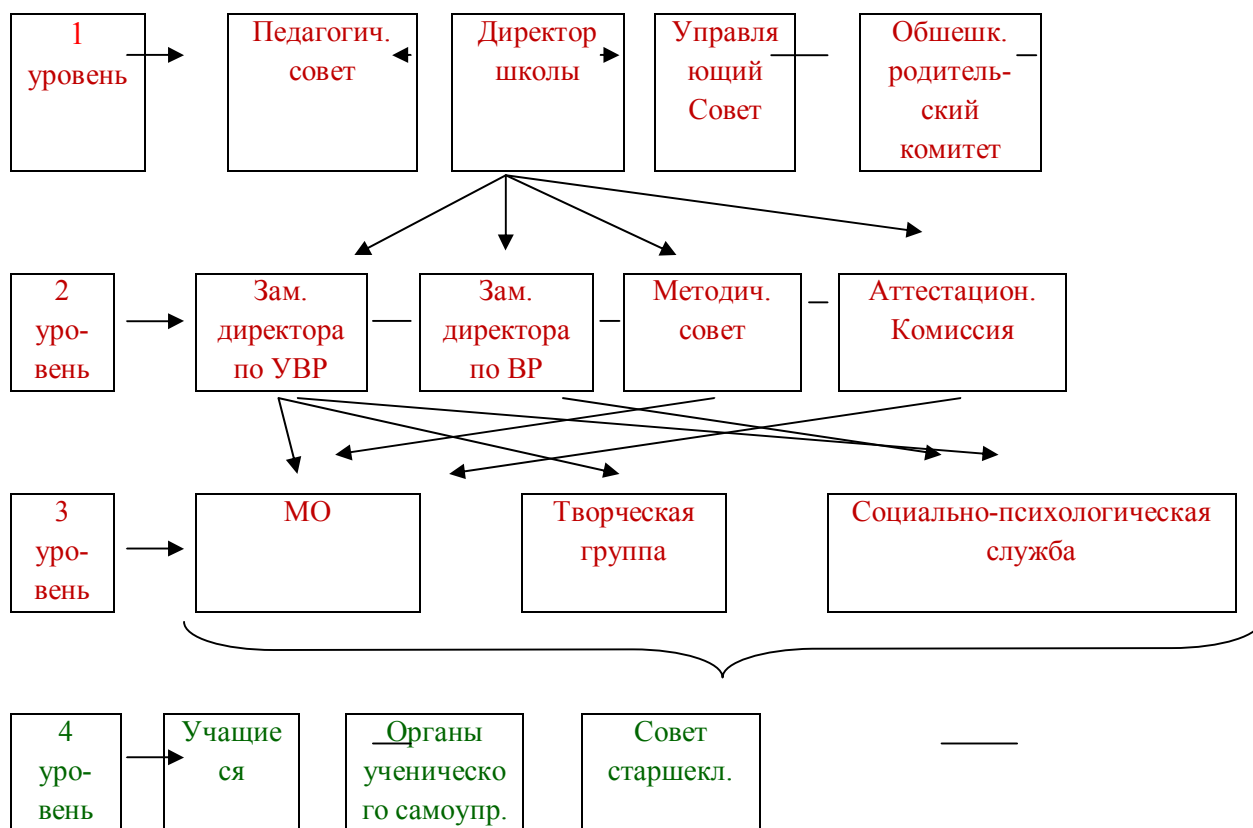 1
уровень
Педагогич.
совет
Директор
школы
Управля
ющий
Совет
Обшешк.
родитель-
ский
комитет
2
уро-
вень
Зам.
директора
по УВР
Зам.
директора
по ВР
Методич.
совет
Аттестацион.
Комиссия
3
уро-
вень
МО
Творческая
группа
Социально-психологическая
служба
4
уро-
вень
Учащие
ся
Органы
ученическо
го самоупр.
Совет
старшекл.